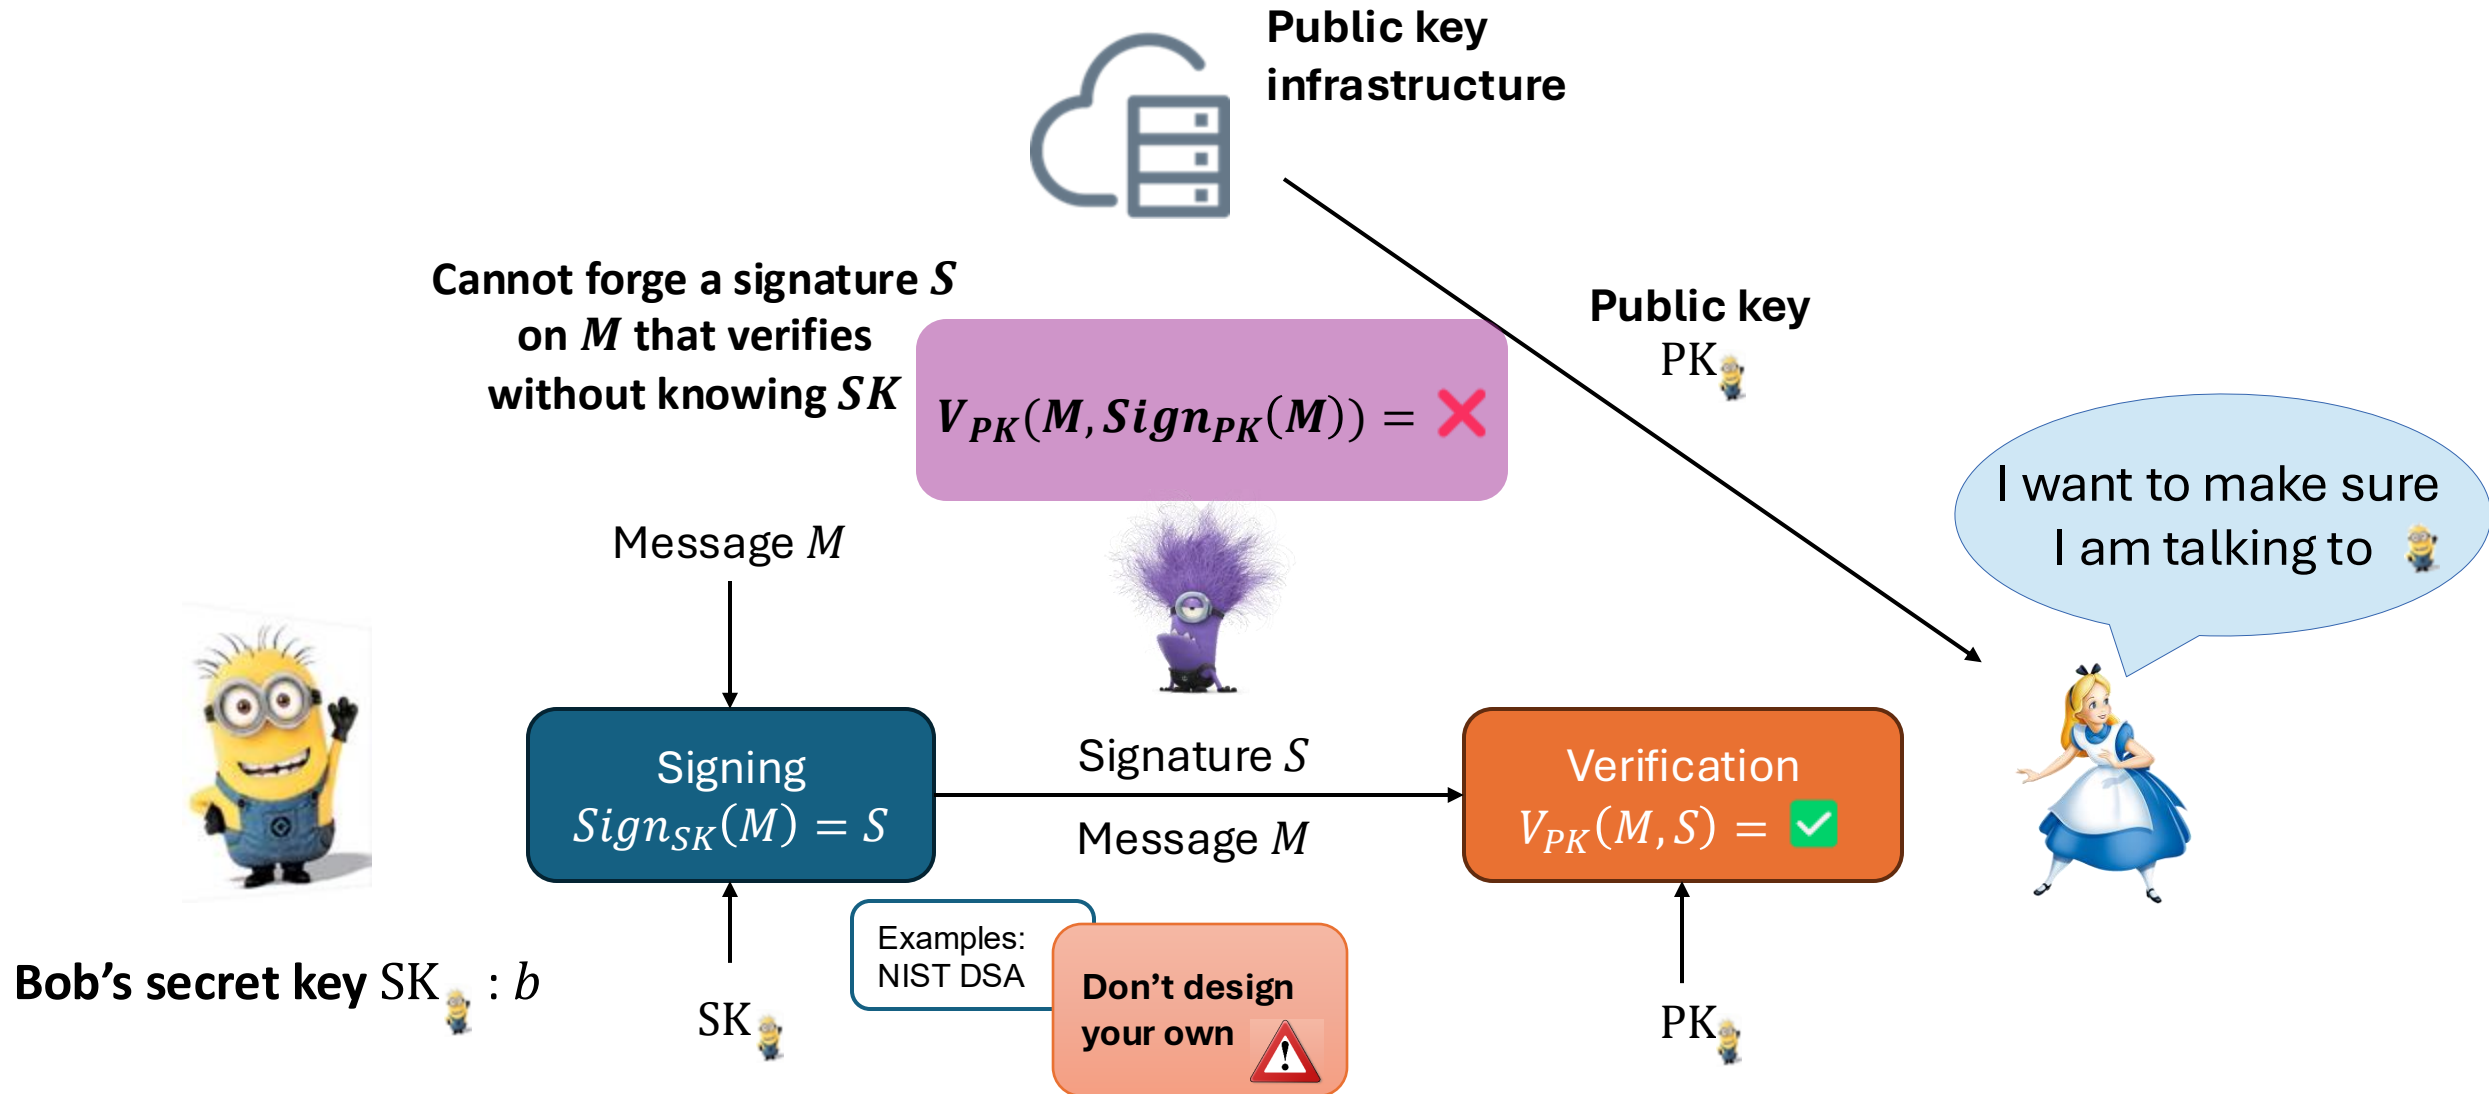 Public key
infrastructure
Cannot forge a signature S
on M that verifies
without knowing SK
V_PK(M, Sign_PK(M)) = ❌
Public key
PK
I want to make sure
I am talking to
Message M
Signing
Sign_SK(M) = S
Signature S
Message M
Verification
V_PK(M, S) = ✅
Bob’s secret key SK : b
SK
Examples:
NIST DSA
Don’t design
your own
PK